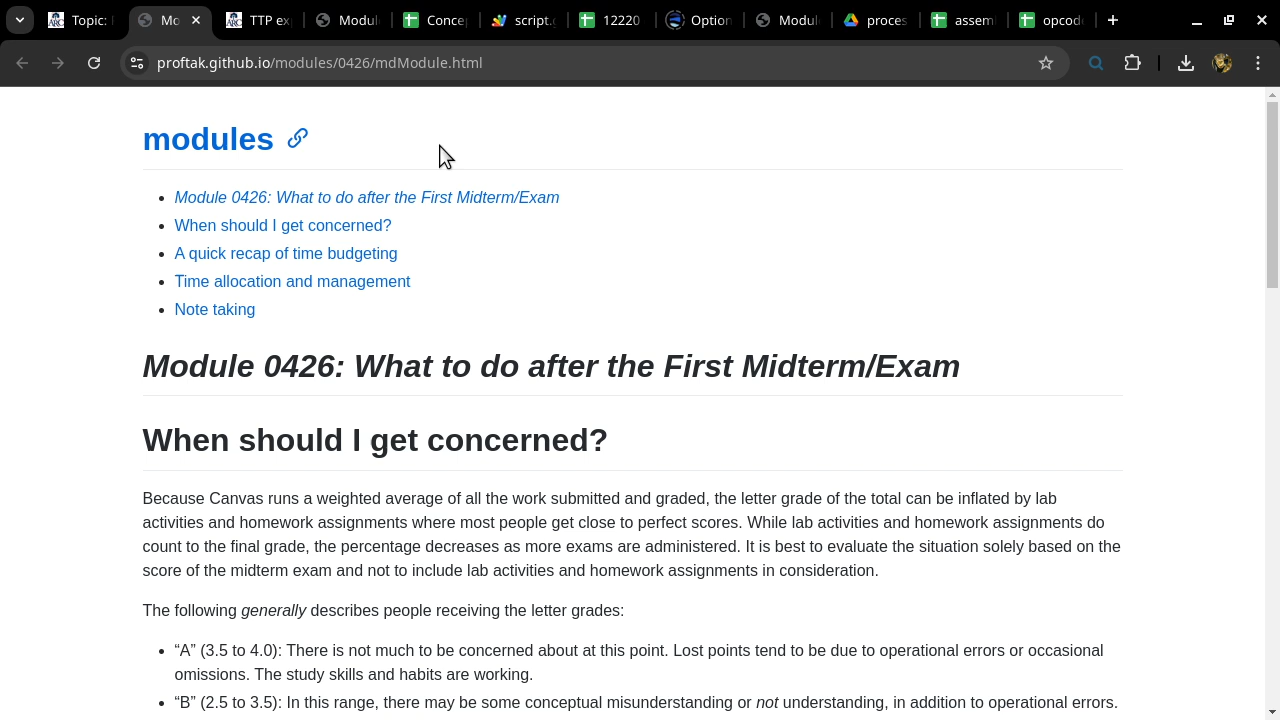 Topic:
Mo
TTP ex
Modul
Conce
script.
12220
Option
Modul
proces
assem
opcod
proftak.github.io/modules/0426/mdModule.html
modules
Module 0426: What to do after the First Midterm/Exam
When should I get concerned?
A quick recap of time budgeting
Time allocation and management
Note taking
Module 0426: What to do after the First Midterm/Exam
When should I get concerned?
Because Canvas runs a weighted average of all the work submitted and graded, the letter grade of the total can be inflated by lab
activities and homework assignments where most people get close to perfect scores. While lab activities and homework assignments do
count to the final grade, the percentage decreases as more exams are administered. It is best to evaluate the situation solely based on the
score of the midterm exam and not to include lab activities and homework assignments in consideration.
The following generally describes people receiving the letter grades:
“A” (3.5 to 4.0): There is not much to be concerned about at this point. Lost points tend to be due to operational errors or occasional
omissions. The study skills and habits are working.
“B” (2.5 to 3.5): In this range, there may be some conceptual misunderstanding or not understanding, in addition to operational errors.